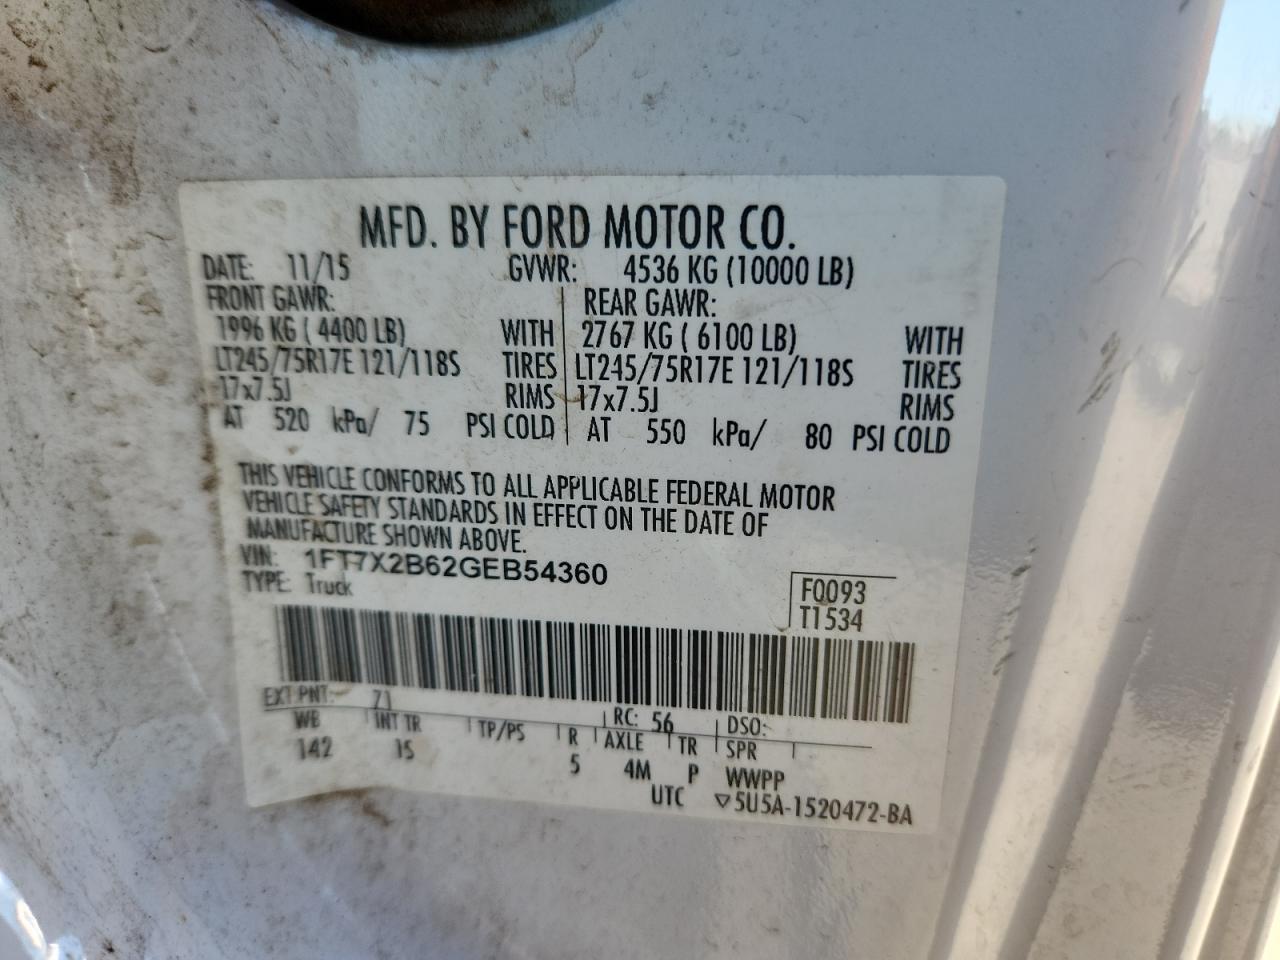 MFD. BY FORD MOTOR CO.
DATE: 11/15 GVWR: 4536 KG (10000 LB)
FRONT GAWR: REAR GAWR:
1996 KG ( 4400 LB) WITH 2767 KG ( 6100 LB) WITH
LT245/75R17E 121/118S TIRES LT245/75R17E 121/118S TIRES
17x7.5J RIMS 17x7.5J RIMS
AT 520 kPa/ 75 PSI COLD AT 550 kPa/ 80 PSI COLD
THIS VEHICLE CONFORMS TO ALL APPLICABLE FEDERAL MOTOR
VEHICLE SAFETY STANDARDS IN EFFECT ON THE DATE OF
MANUFACTURE SHOWN ABOVE.
VIN: 1FT7X2B62GEB54360
TYPE: Truck
F0093
T1534
EXT PNT: 71 RC: 56 DSO:
WB INT TR TP/PS R AXLE TR SPR
142 15 5 4M P WWPP
UTC ▽5U5A-1520472-BA